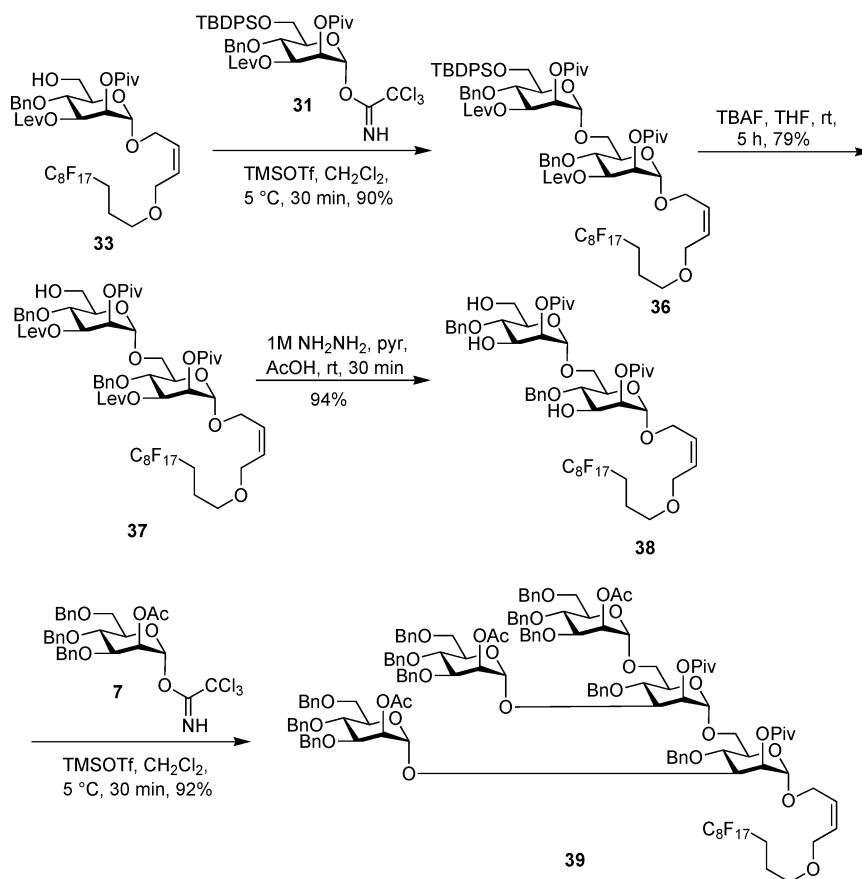 TBDPSO
OPiv
BnO
LevO
O
O
CCl3
NH
31
HO
OPiv
BnO
LevO
O
O
C8F17
O
33
TMSOTf, CH2Cl2,
5 °C, 30 min, 90%
TBDPSO
OPiv
BnO
LevO
O
O
OPiv
BnO
LevO
O
O
C8F17
O
36
TBAF, THF, rt,
5 h, 79%
HO
OPiv
BnO
LevO
O
O
OPiv
BnO
LevO
O
O
C8F17
O
37
1M NH2NH2, pyr,
AcOH, rt, 30 min
94%
HO
OPiv
BnO
HO
O
O
OPiv
BnO
HO
O
O
C8F17
O
38
BnO
OAc
BnO
BnO
O
O
CCl3
NH
7
TMSOTf, CH2Cl2,
5 °C, 30 min, 92%
BnO
OAc
BnO
BnO
O
O
BnO
OAc
BnO
BnO
O
O
BnO
OAc
BnO
BnO
O
O
OPiv
BnO
O
O
OPiv
BnO
O
O
C8F17
O
39